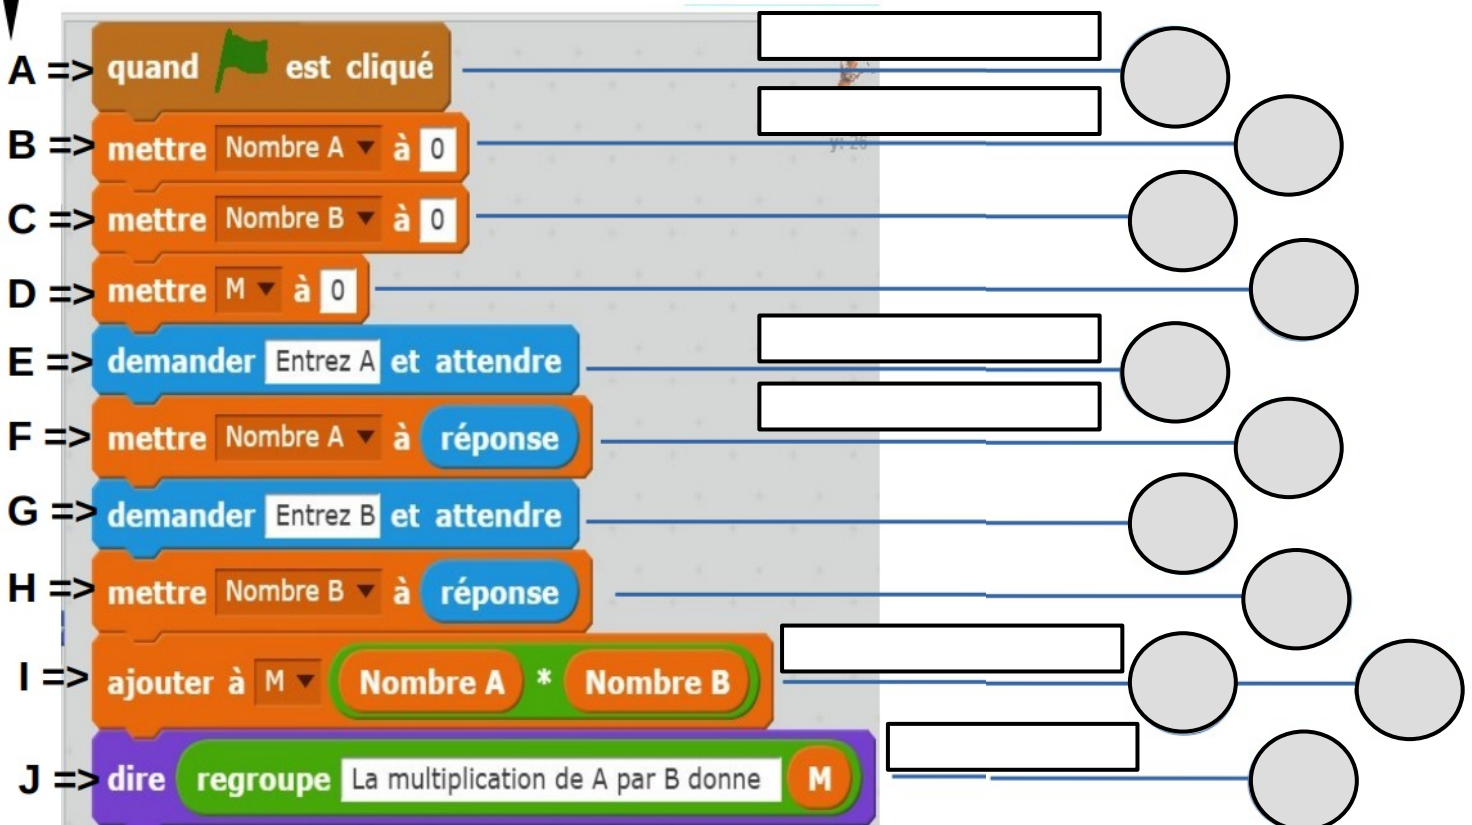 A => quand est cliqué
B => mettre Nombre A à 0
C => mettre Nombre B à 0
D => mettre M à 0
E => demander Entrez A et attendre
F => mettre Nombre A à réponse
G => demander Entrez B et attendre
H => mettre Nombre B à réponse
I => ajouter à M Nombre A * Nombre B
J => dire regroupe La multiplication de A par B donne M